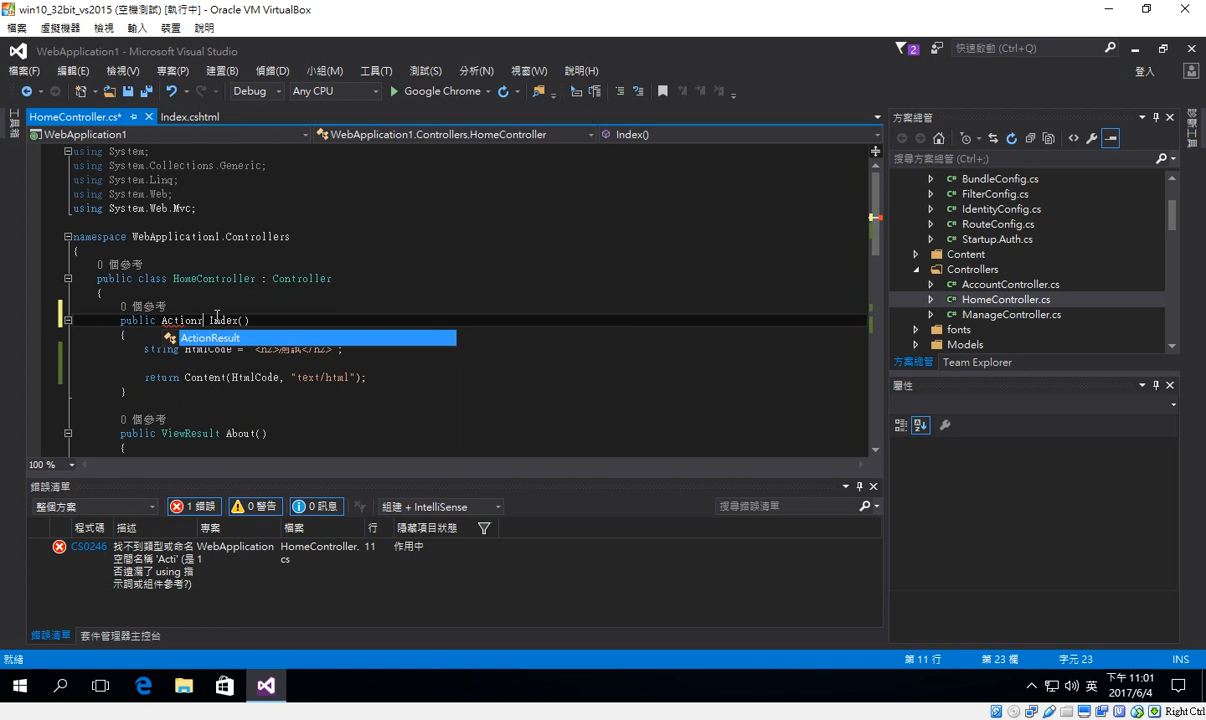 win10_32bit_vs2015 (空機測試) [執行中] - Oracle VM VirtualBox
檔案 虛擬機器 檢視 輸入 裝置 說明
WebApplication1 - Microsoft Visual Studio
2
快速啟動 (Ctrl+Q)
檔案(F) 編輯(E) 檢視(V) 專案(P) 建置(B) 偵錯(D) 小組(M) 工具(T) 測試(S) 分析(N) 視窗(W) 說明(H)
登入
Debug Any CPU Google Chrome
HomeController.cs* Index.cshtml
WebApplication1 WebApplication1.Controllers.HomeController Index()
using System;
using System.Collections.Generic;
using System.Linq;
using System.Web;
using System.Web.Mvc;
namespace WebApplication1.Controllers
{
0 個參考
public class HomeController : Controller
{
0 個參考
public Actionr Index()
{
ActionResult
string HtmlCode = "<h2>測試</h2>";
return Content(HtmlCode, "text/html");
}
0 個參考
public ViewResult About()
{
100 %
方案總管
搜尋方案總管 (Ctrl+;)
C# BundleConfig.cs
C# FilterConfig.cs
C# IdentityConfig.cs
C# RouteConfig.cs
C# Startup.Auth.cs
Content
Controllers
C# AccountController.cs
C# HomeController.cs
C# ManageController.cs
fonts
Models
方案總管 Team Explorer
屬性
錯誤清單
整個方案 1 錯誤 0 警告 0 訊息 組建 + IntelliSense 搜尋錯誤清單
程式碼 描述 專案 檔案 行 隱藏項目狀態
CS0246 找不到類型或命名 WebApplication HomeController. 11 作用中
空間名稱 'Acti' (是 1 cs
否遺漏了 using 指
示詞或組件參考?)
錯誤清單 套件管理器主控台
就緒 第 11 行 第 23 欄 字元 23 INS
英 下午 11:01
2017/6/4
Right Ctrl